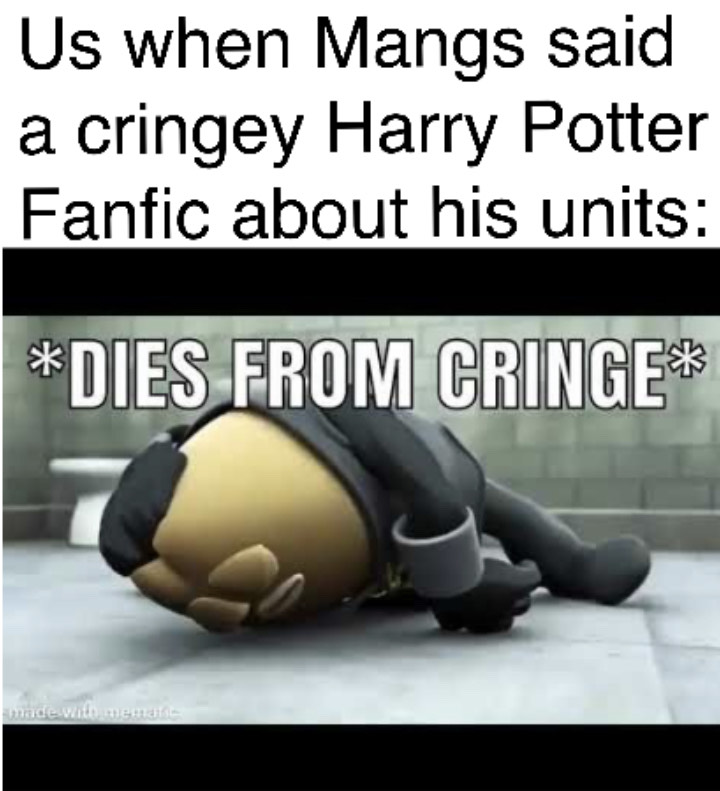 Us when Mangs said
a cringey Harry Potter
Fanfic about his units:
*DIES FROM CRINGE*
made with mematic